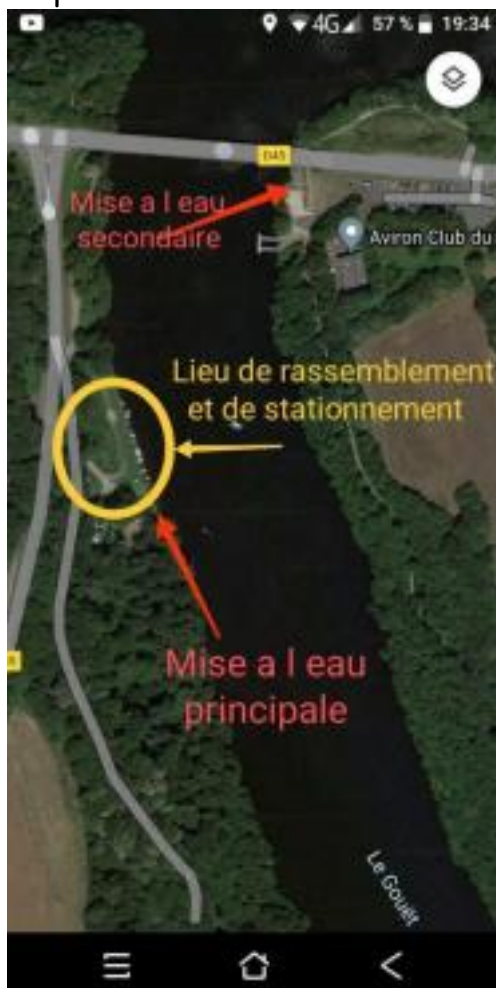 4G 57 % 19:34
D45
Mise a l eau
secondaire
Aviron Club du
Lieu de rassemblement
et de stationnement
Mise a l eau
principale
Le Gouët